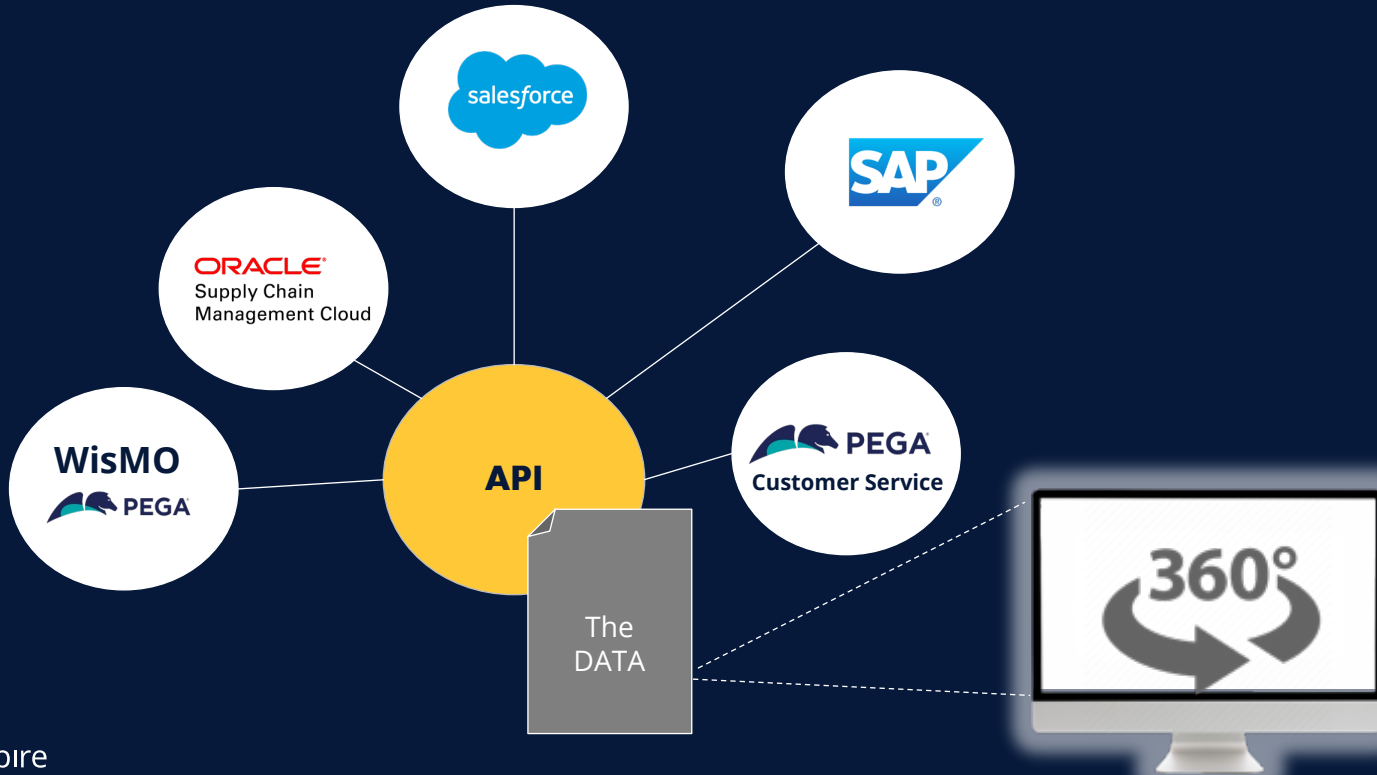 salesforce
SAP
®
ORACLE®
Supply Chain
Management Cloud
WisMO
PEGA
API
PEGA
Customer Service
360°
The
DATA